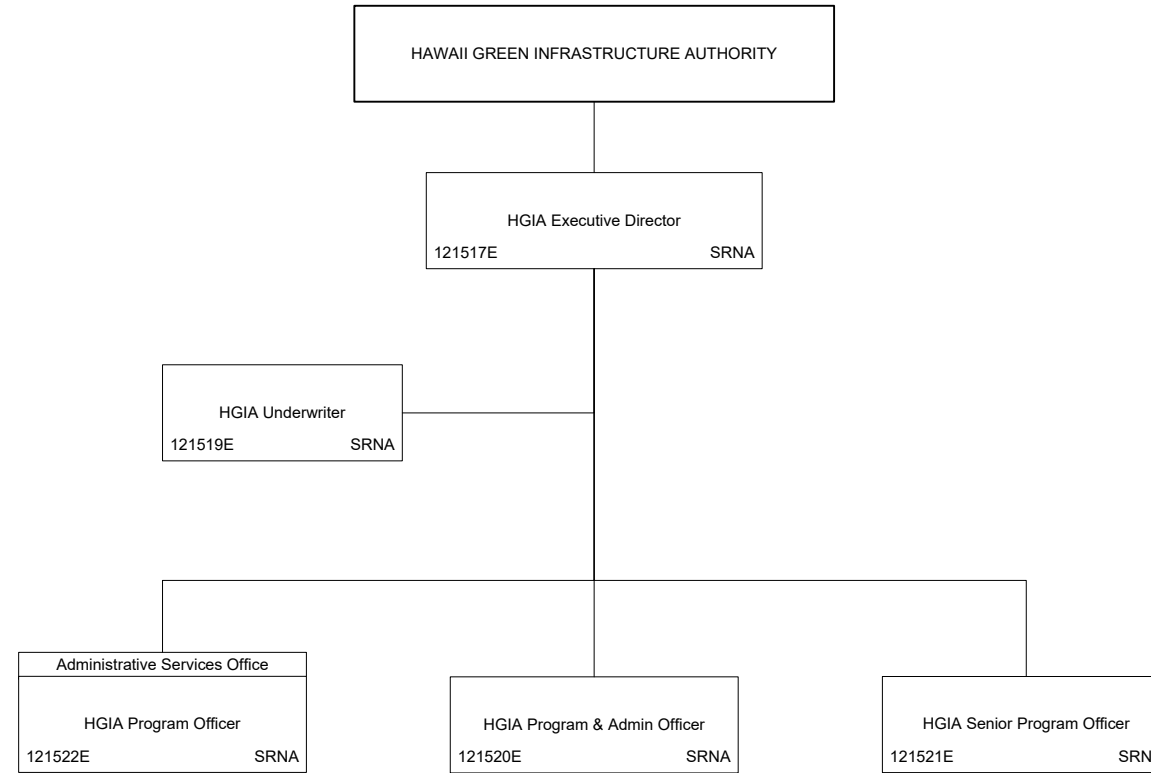 HAWAII GREEN INFRASTRUCTURE AUTHORITY
HGIA Executive Director
121517E SRNA
HGIA Underwriter
121519E SRNA
Administrative Services Office
HGIA Program Officer
121522E SRNA
HGIA Program & Admin Officer
121520E SRNA
HGIA Senior Program Officer
121521E SRN